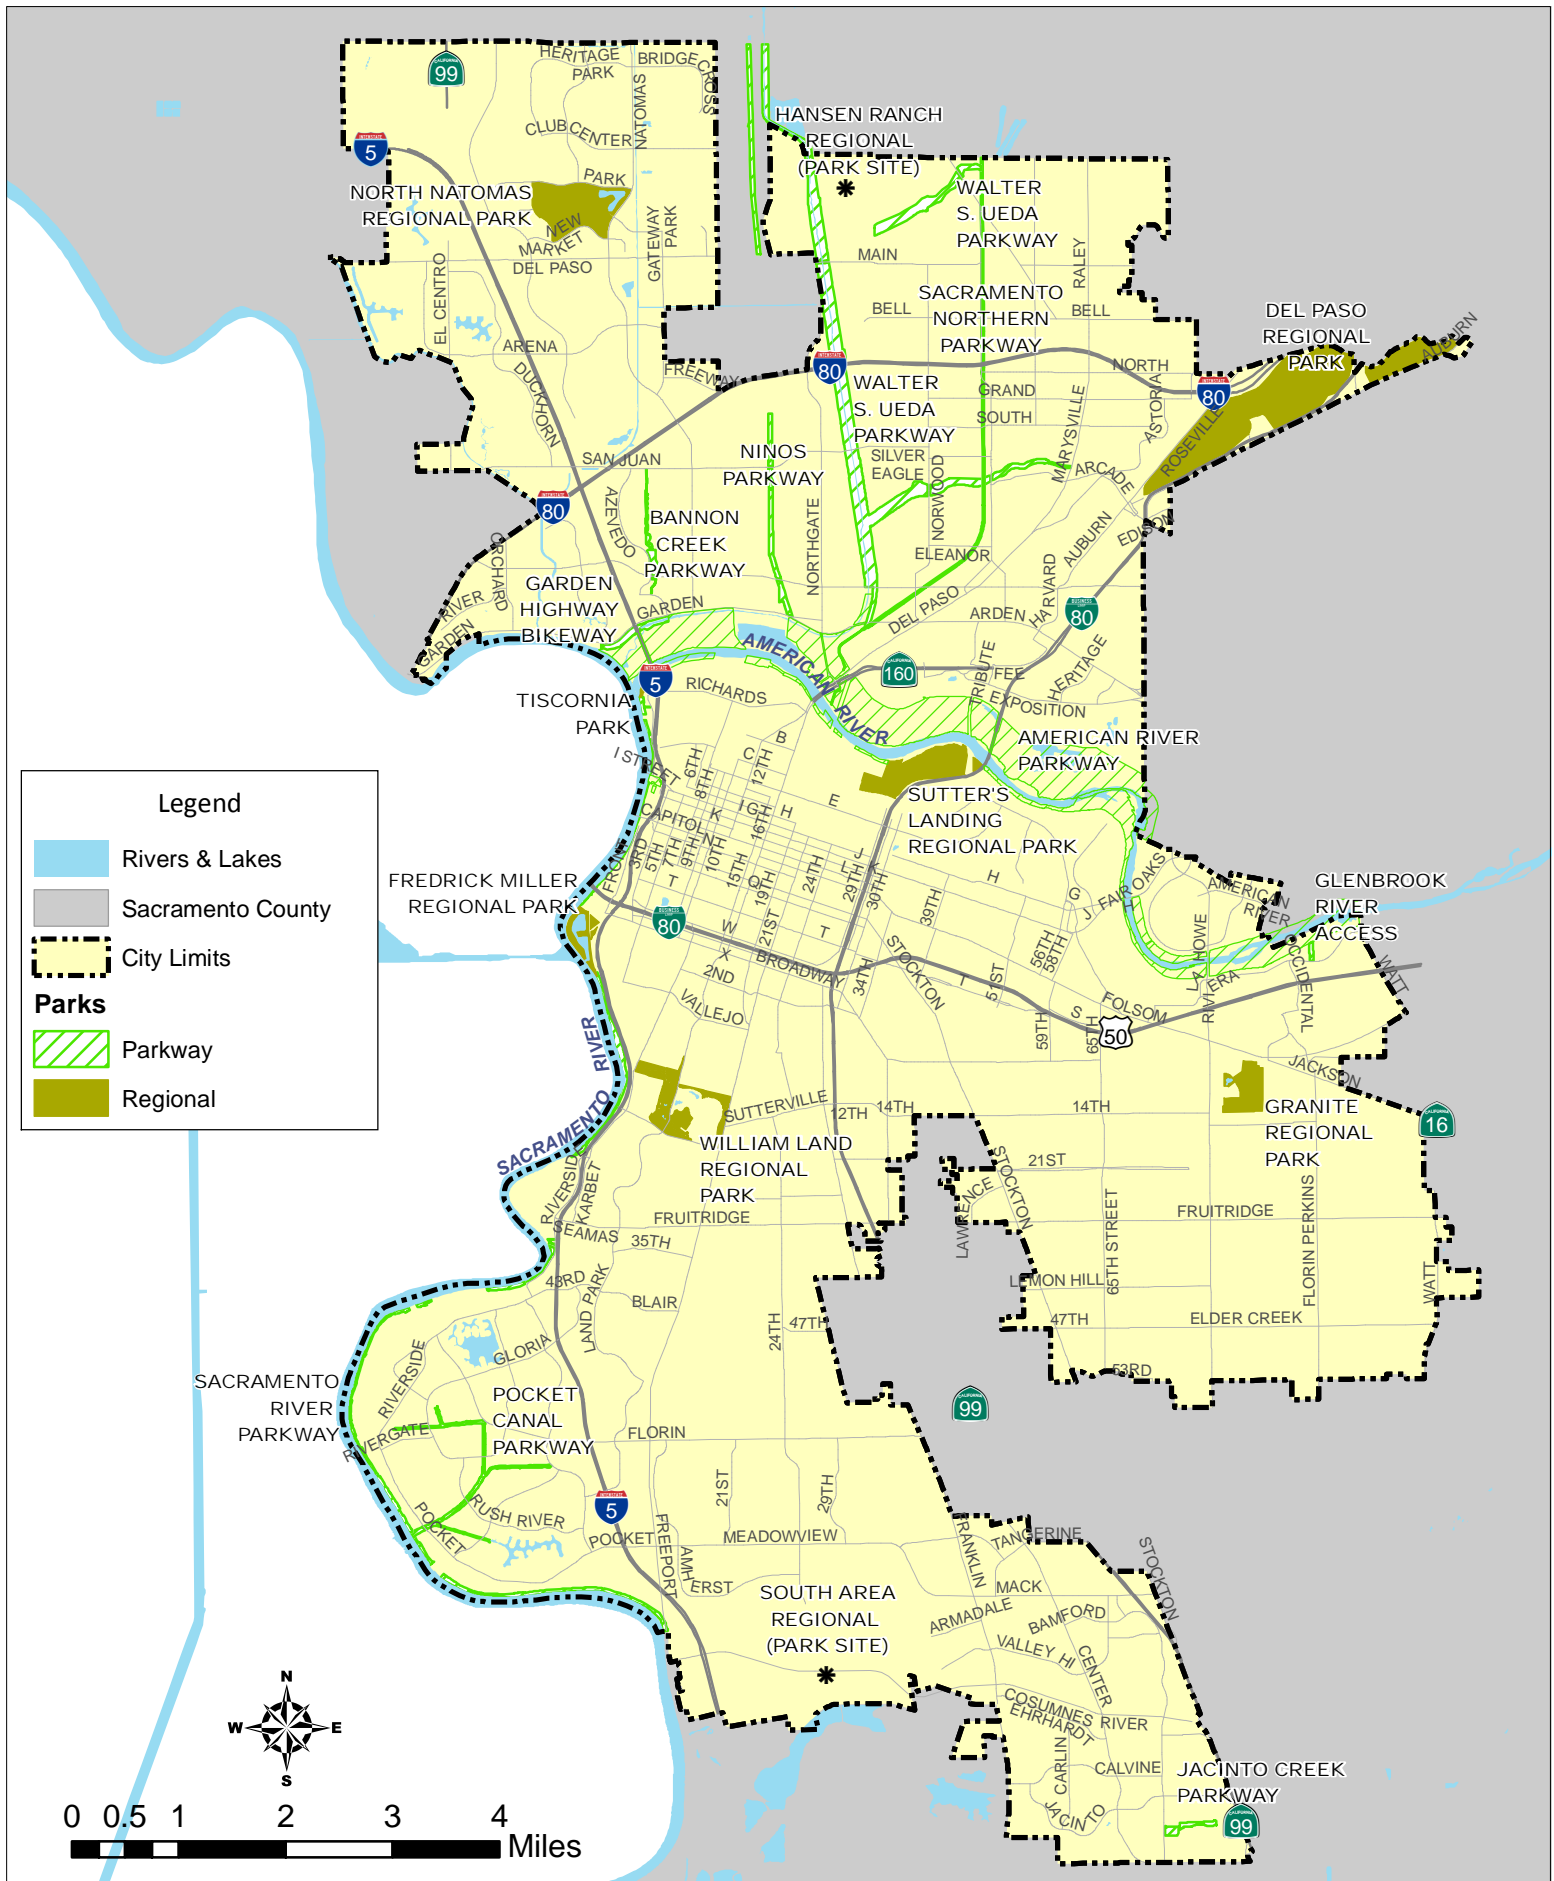 HERITAGE
PARK
BRIDGE
CROSS
CALIFORNIA
99
NATOMAS
CLUB CENTER
INTERSTATE
5
HANSEN RANCH
REGIONAL
(PARK SITE)
PARK
NORTH NATOMAS
REGIONAL PARK
NEW
MARKET
DEL PASO
GATEWAY
PARK
EL CENTRO
WALTER
S. UEDA
PARKWAY
MAIN
RALEY
SACRAMENTO
NORTHERN
PARKWAY
BELL
BELL
DEL PASO
REGIONAL
PARK
AUBURN
ARENA
DUCKHORN
FREEWAY
INTERSTATE
80
NORTH
INTERSTATE
80
WALTER
S. UEDA
PARKWAY
GRAND
SOUTH
MARYSVILLE
ASTORIA
ROSEVILLE
NINOS
PARKWAY
SAN JUAN
SILVER
EAGLE
NORWOOD
ARCADE
INTERSTATE
80
AZEVEDO
BANNON
CREEK
PARKWAY
NORTHGATE
AUBURN
EDISON
ELEANOR
ORCHARD
GARDEN
HIGHWAY
BIKEWAY
RIVER
GARDEN
GARDEN
DEL PASO
ARDEN
HARVARD
BUSINESS
80
AMERICAN RIVER
CALIFORNIA
160
TRIBUTE
FEE
HERITAGE
EXPOSITION
INTERSTATE
5
RICHARDS
TISCORNIA
PARK
AMERICAN RIVER
PARKWAY
I STREET
6TH
8TH
C
B
12TH
SUTTER'S
LANDING
REGIONAL PARK
CAPITOL
K
N
I
G
H
E
16TH
FRONT
3RD
5TH
7TH
9TH
10TH
15TH
T
Q
19TH
24TH
29TH
L
J
K
30TH
39TH
H
G
J
FAIR OAKS
H
AMERICAN
RIVER
GLENBROOK
RIVER
ACCESS
FREDRICK MILLER
REGIONAL PARK
BUSINESS
80
W
X
21ST
T
BROADWAY
2ND
VALLEJO
34TH
STOCKTON
T
51ST
56TH
58TH
59TH
S
65TH
FOLSOM
50
LA RIVIERA
HOWE
OCCIDENTAL
WATT
JACKSON
Legend
Rivers & Lakes
Sacramento County
City Limits
Parks
Parkway
Regional
SACRAMENTO RIVER
SUTTERVILLE
12TH
14TH
14TH
GRANITE
REGIONAL
PARK
CALIFORNIA
16
WILLIAM LAND
REGIONAL
PARK
RIVERSIDE
KARBET
SEAMAS
FRUITRIDGE
35TH
LAWRENCE
STOCKTON
21ST
65TH STREET
FRUITRIDGE
FLORIN PERKINS
WATT
43RD
LAND PARK
BLAIR
24TH
47TH
LEMON HILL
47TH
ELDER CREEK
53RD
GLORIA
RIVERSIDE
SACRAMENTO
RIVER
PARKWAY
RIVERGATE
POCKET
CANAL
PARKWAY
FLORIN
CALIFORNIA
99
21ST
29TH
INTERSTATE
5
POCKET
RUSH RIVER
POCKET
FREEPORT
MEADOWVIEW
AMHERST
FRANKLIN
TANGERINE
STOCKTON
MACK
SOUTH AREA
REGIONAL
(PARK SITE)
ARMADALE
BAMFORD
VALLEY HI
CENTER
COSUMNES RIVER
EHRHARDT
CARLIN
CALVINE
JACINTO
JACINTO CREEK
PARKWAY
CALIFORNIA
99
N
W
E
S
0 0.5 1 2 3 4
Miles